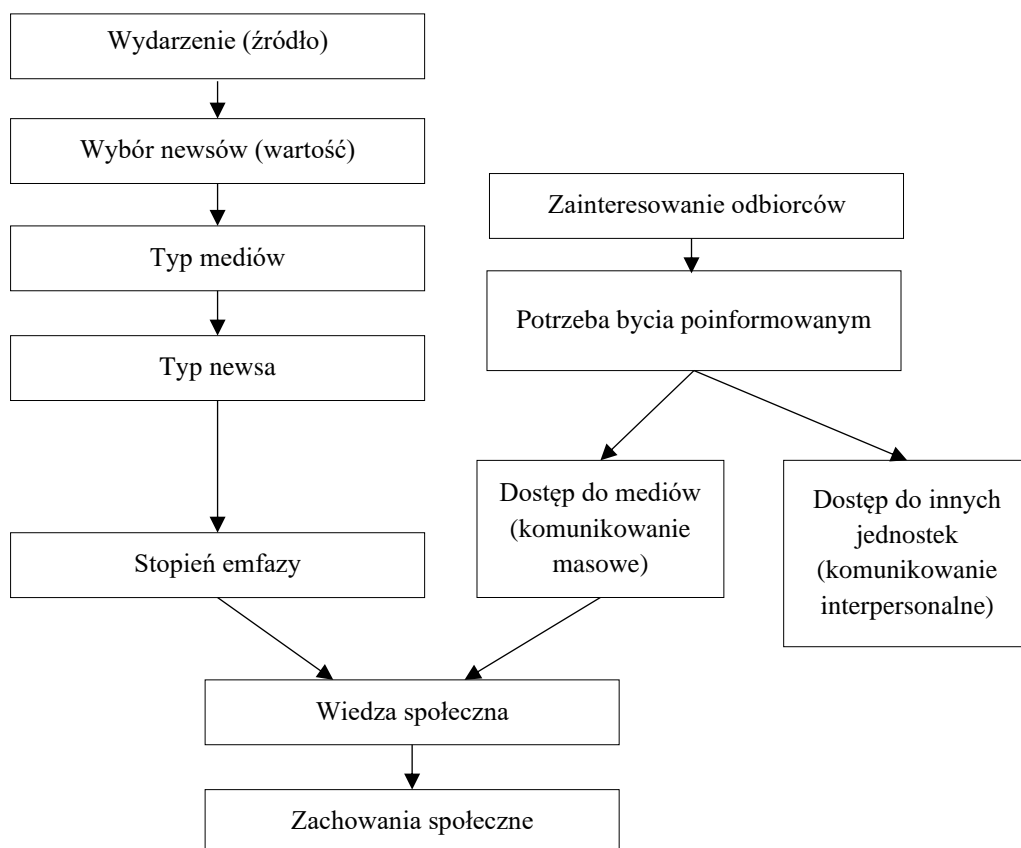 Wydarzenie (źródło)
Wybór newsów (wartość)
Typ mediów
Typ newsa
Stopień emfazy
Zainteresowanie odbiorców
Potrzeba bycia poinformowanym
Dostęp do mediów
(komunikowanie
masowe)
Dostęp do innych
jednostek
(komunikowanie
interpersonalne)
Wiedza społeczna
Zachowania społeczne